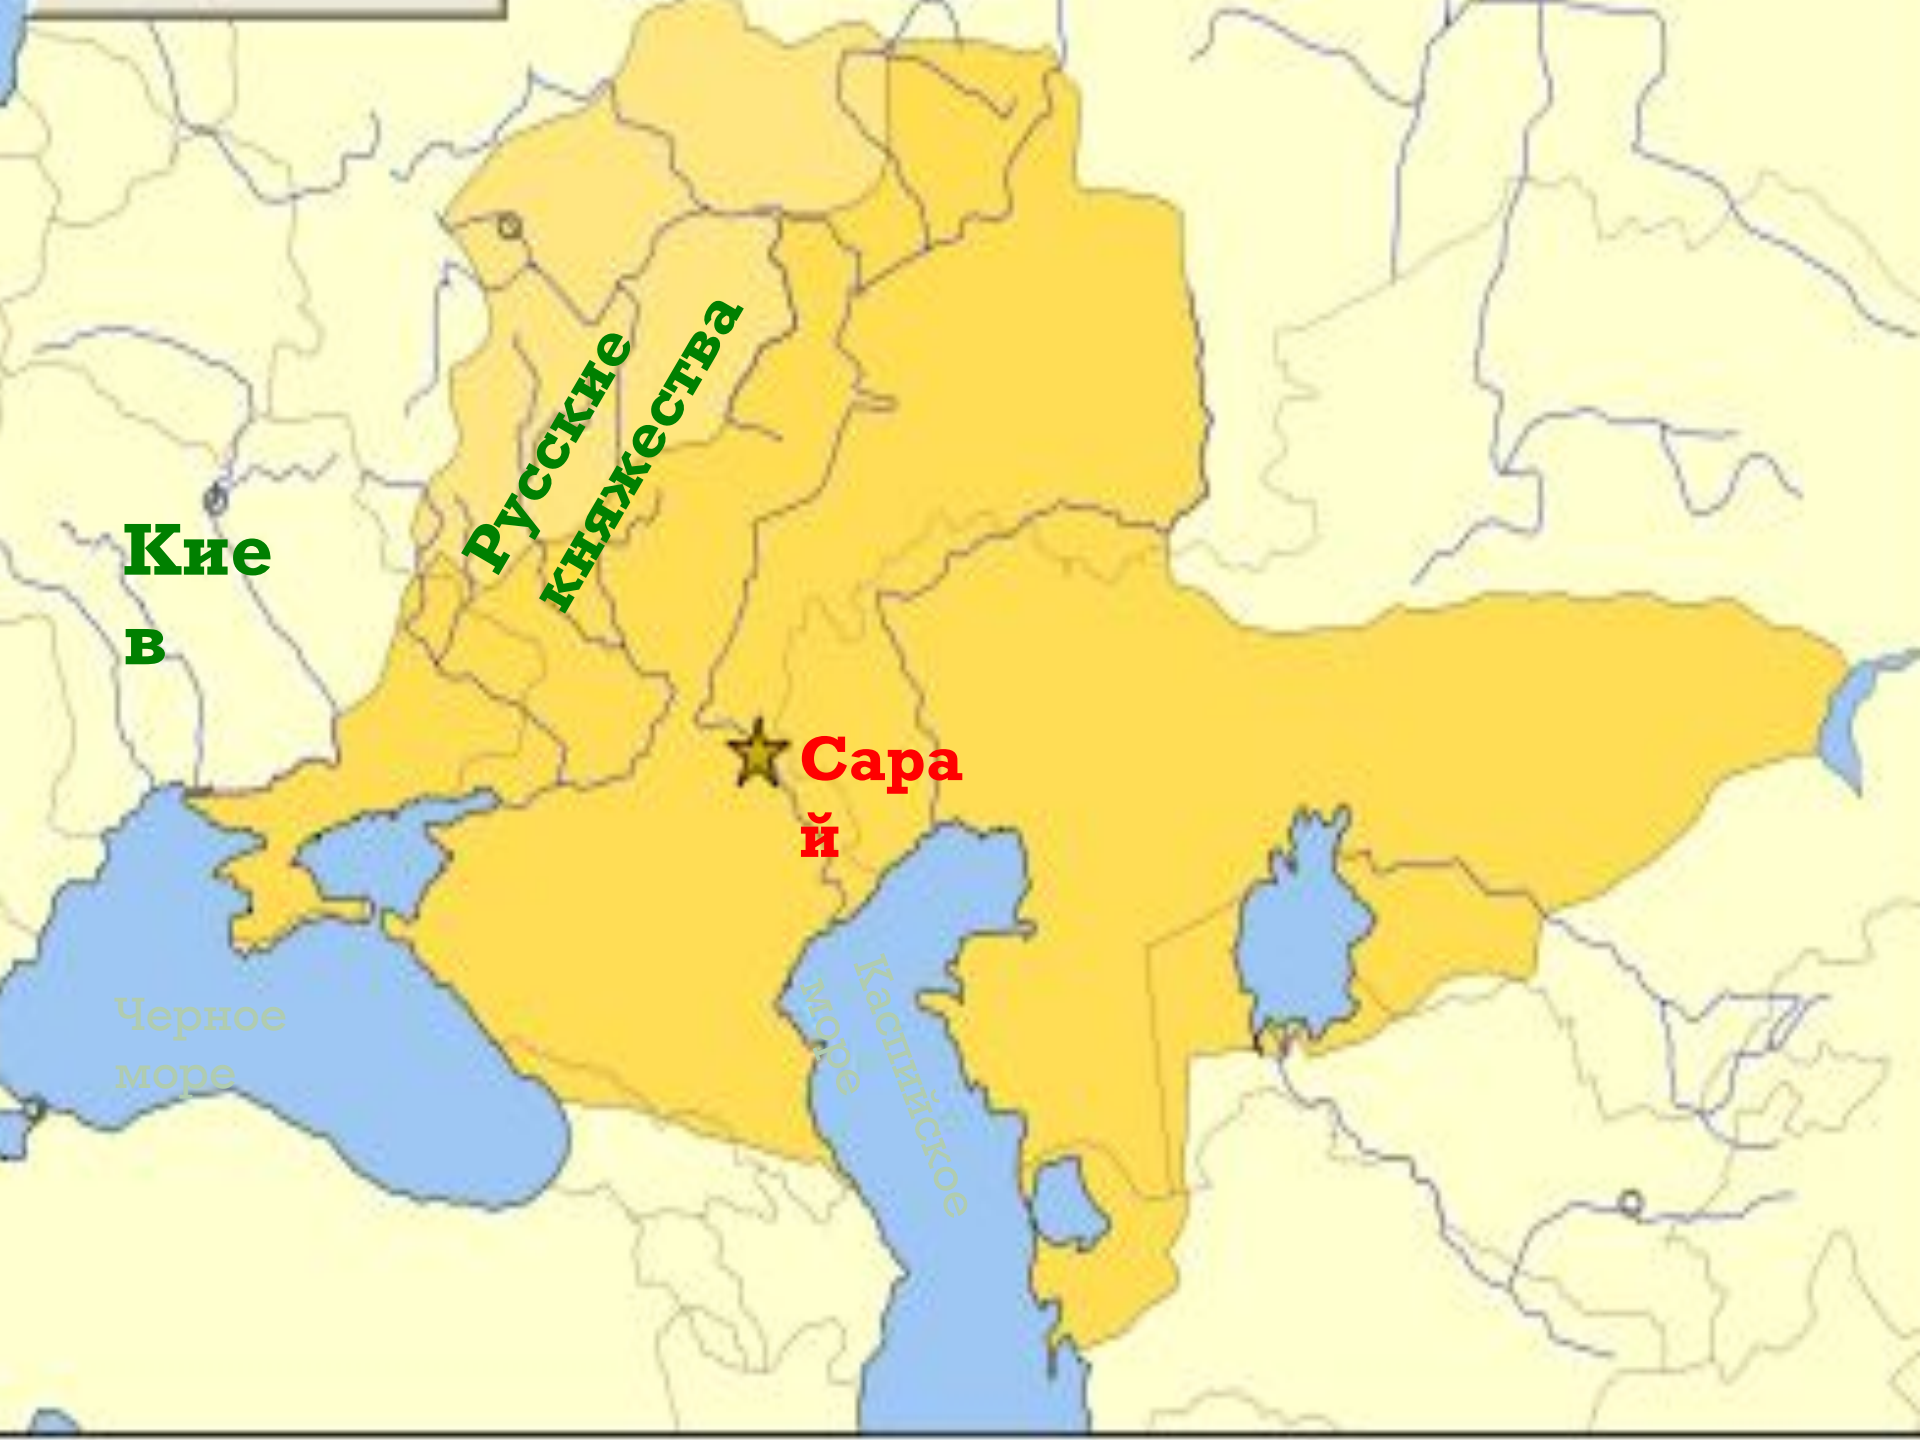 Русские
княжества
Кие
в
Сара
й
Черное
море
Каспийское
море